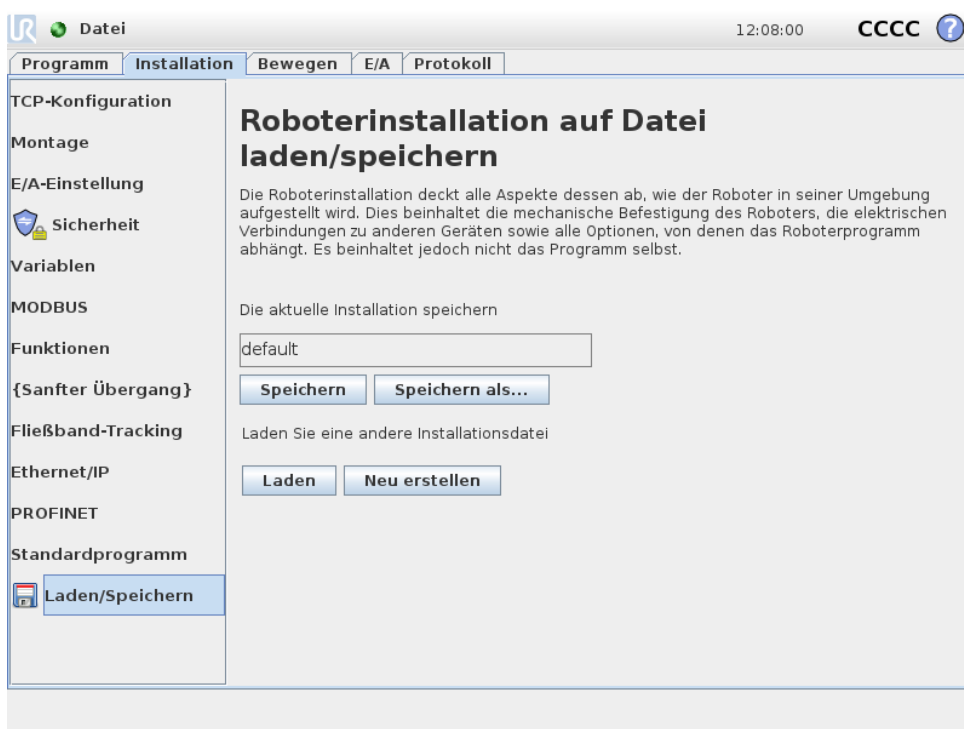 UR Datei 12:08:00 CCCC ?
Programm Installation Bewegen E/A Protokoll
TCP-Konfiguration
Montage
E/A-Einstellung
Sicherheit
Variablen
MODBUS
Funktionen
{Sanfter Übergang}
Fließband-Tracking
Ethernet/IP
PROFINET
Standardprogramm
Laden/Speichern
Roboterinstallation auf Datei
laden/speichern
Die Roboterinstallation deckt alle Aspekte dessen ab, wie der Roboter in seiner Umgebung
aufgestellt wird. Dies beinhaltet die mechanische Befestigung des Roboters, die elektrischen
Verbindungen zu anderen Geräten sowie alle Optionen, von denen das Roboterprogramm
abhängt. Es beinhaltet jedoch nicht das Programm selbst.
Die aktuelle Installation speichern
default
Speichern Speichern als...
Laden Sie eine andere Installationsdatei
Laden Neu erstellen